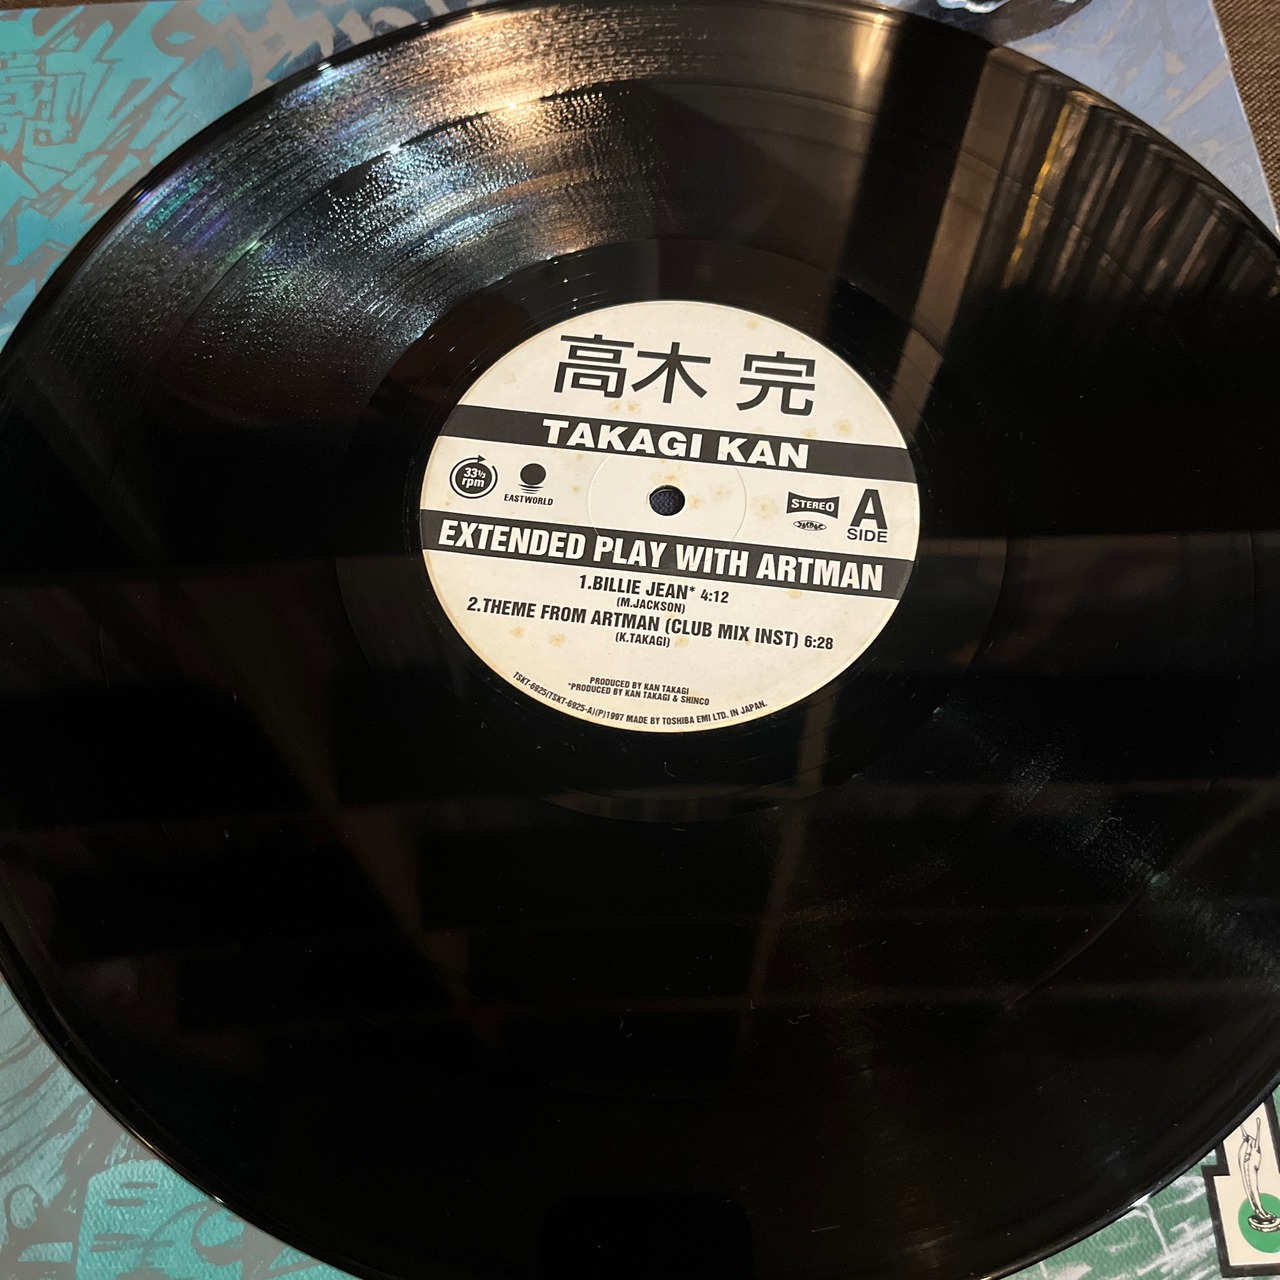 高木 完
TAKAGI KAN
33⅓
rpm
EASTWORLD
STEREO
A
SIDE
EXTENDED PLAY WITH ARTMAN
1.BILLIE JEAN* 4:12
(M.JACKSON)
2.THEME FROM ARTMAN (CLUB MIX INST) 6:28
(K.TAKAGI)
PRODUCED BY KAN TAKAGI
*PRODUCED BY KAN TAKAGI & SHINCO
TSKT-6925(TSKT-6925-A)(P)1997 MADE BY TOSHIBA EMI LTD. IN JAPAN.